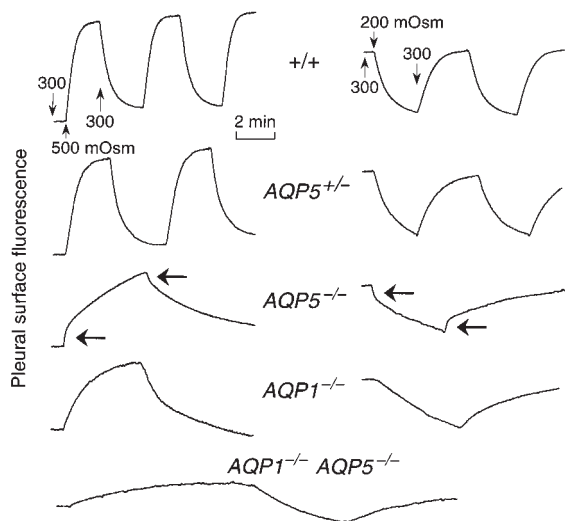 200 mOsm
+/+
300
300
300
300
2 min
500 mOsm
Pleural surface fluorescence
AQP5+/-
AQP5-/-
AQP1-/-
AQP1-/- AQP5-/-